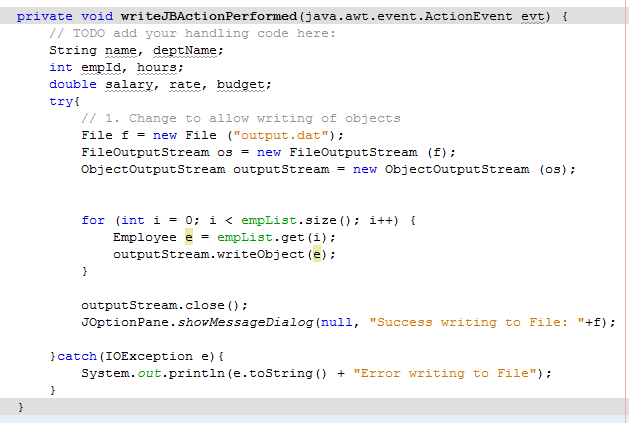 private void writeJBActionPerformed(java.awt.event.ActionEvent evt) {
// TODO add your handling code here:
String name, deptName;
int empId, hours;
double salary, rate, budget;
try{
// 1. Change to allow writing of objects
File f = new File ("output.dat");
FileOutputStream os = new FileOutputStream (f);
ObjectOutputStream outputStream = new ObjectOutputStream (os);
for (int i = 0; i < empList.size(); i++) {
Employee e = empList.get(i);
outputStream.writeObject(e);
}
outputStream.close();
JOptionPane.showMessageDialog(null, "Success writing to File: "+f);
}catch(IOException e){
System.out.println(e.toString() + "Error writing to File");
}
}